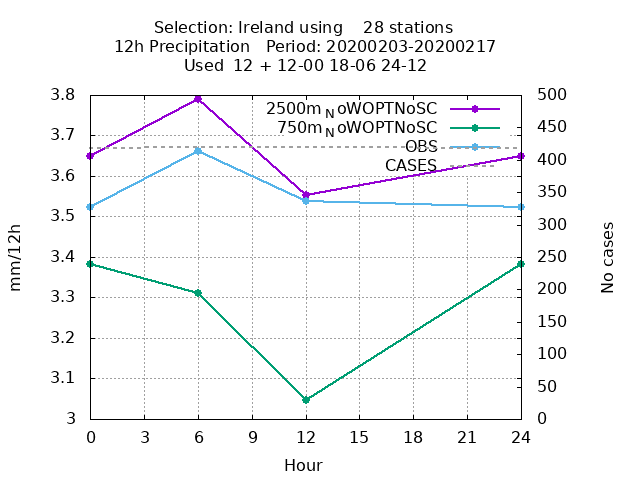 Selection: Ireland using 28 stations
12h Precipitation Period: 20200203-20200217
Used 12 + 12-00 18-06 24-12
3.8
3.7
3.6
3.5
3.4
3.3
3.2
3.1
3
mm/12h
2500m_NoWOPTNoSC
750m_NoWOPTNoSC
OBS
CASES
500
450
400
350
300
250
200
150
100
50
0
No cases
0 3 6 9 12 15 18 21 24
Hour